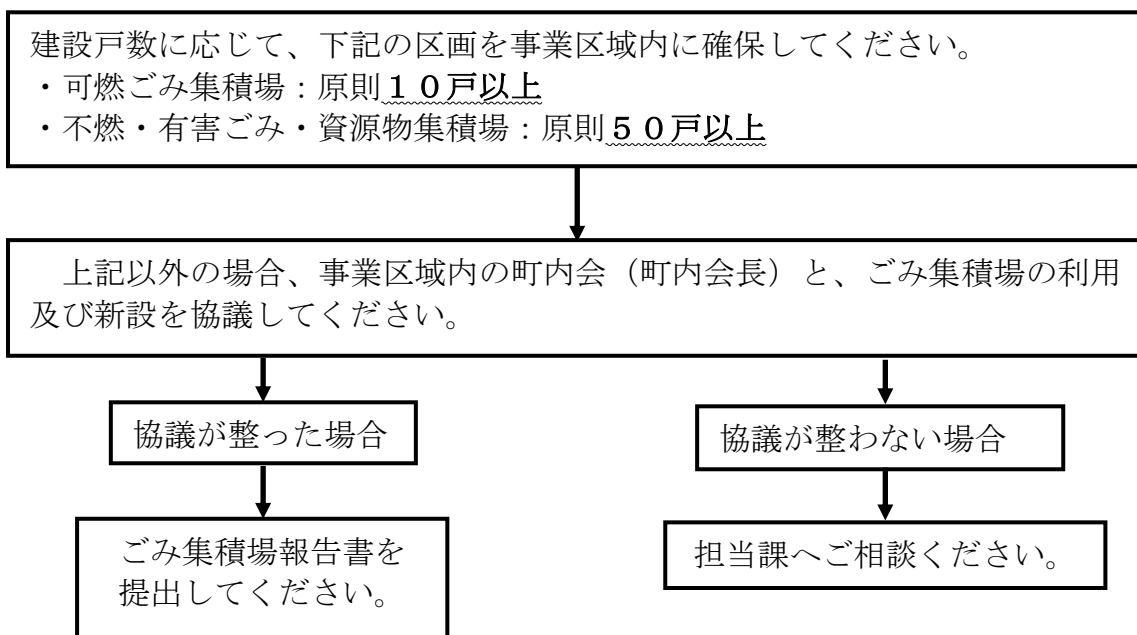 建設戸数に応じて、下記の区画を事業区域内に確保してください。
・可燃ごみ集積場：原則１０戸以上
・不燃・有害ごみ・資源物集積場：原則５０戸以上
上記以外の場合、事業区域内の町内会（町内会長）と、ごみ集積場の利用
及び新設を協議してください。
協議が整った場合
協議が整わない場合
ごみ集積場報告書を
提出してください。
担当課へご相談ください。